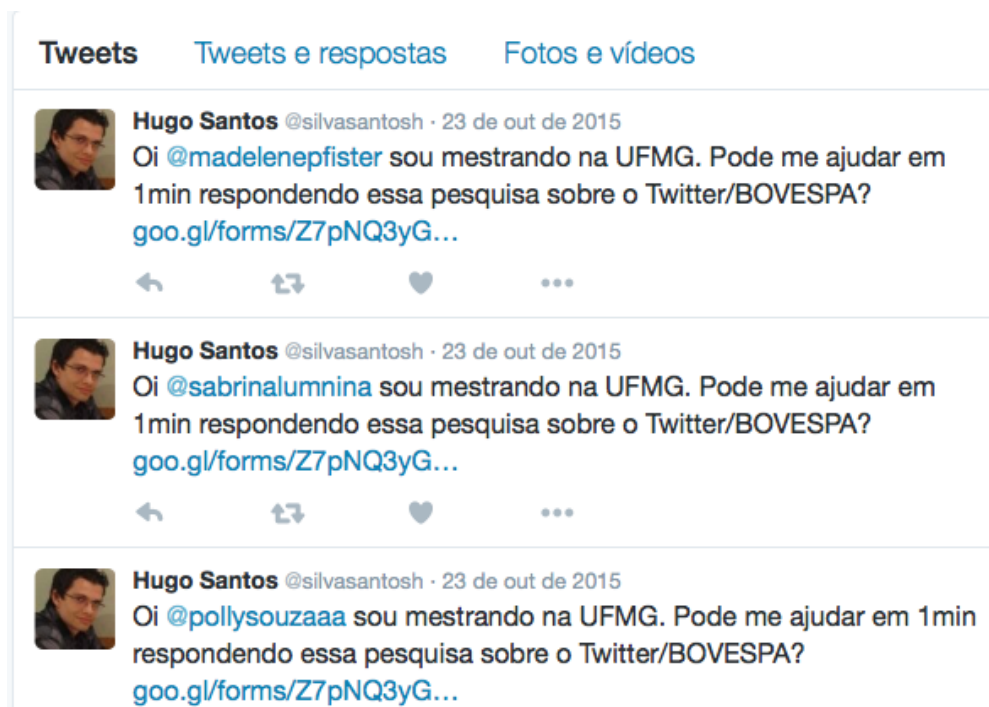 Tweets Tweets e respostas Fotos e vídeos
Hugo Santos @silvasantosh · 23 de out de 2015
Oi @madelenepfister sou mestrando na UFMG. Pode me ajudar em
1min respondendo essa pesquisa sobre o Twitter/BOVESPA?
goo.gl/forms/Z7pNQ3yG...
Hugo Santos @silvasantosh · 23 de out de 2015
Oi @sabrinalumnina sou mestrando na UFMG. Pode me ajudar em
1min respondendo essa pesquisa sobre o Twitter/BOVESPA?
goo.gl/forms/Z7pNQ3yG...
Hugo Santos @silvasantosh · 23 de out de 2015
Oi @pollysouzaaa sou mestrando na UFMG. Pode me ajudar em 1min
respondendo essa pesquisa sobre o Twitter/BOVESPA?
goo.gl/forms/Z7pNQ3yG...